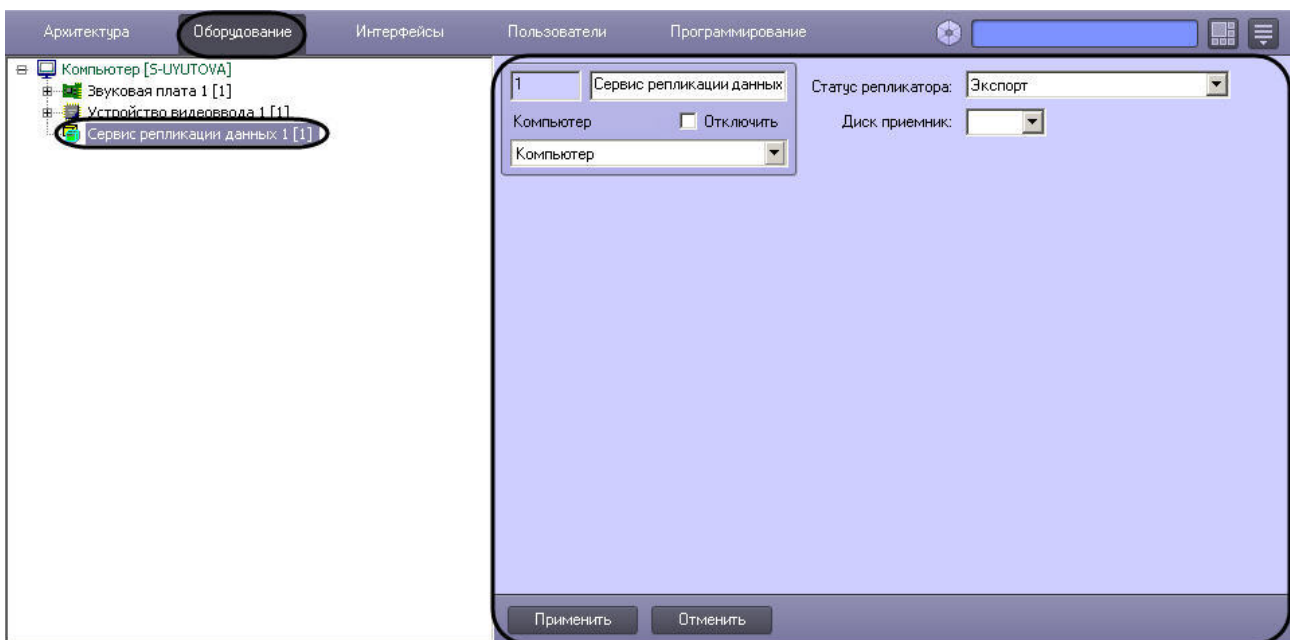 Архитектура Оборудование Интерфейсы Пользователи Программирование
Компьютер [S-UYUTOVA]
Звуковая плата 1 [1]
Устройство видеоввода 1 [1]
Сервис репликации данных 1 [1]
1 Сервис репликации данных
Компьютер Отключить
Компьютер
Статус репликатора: Экспорт
Диск приемник:
Применить Отменить